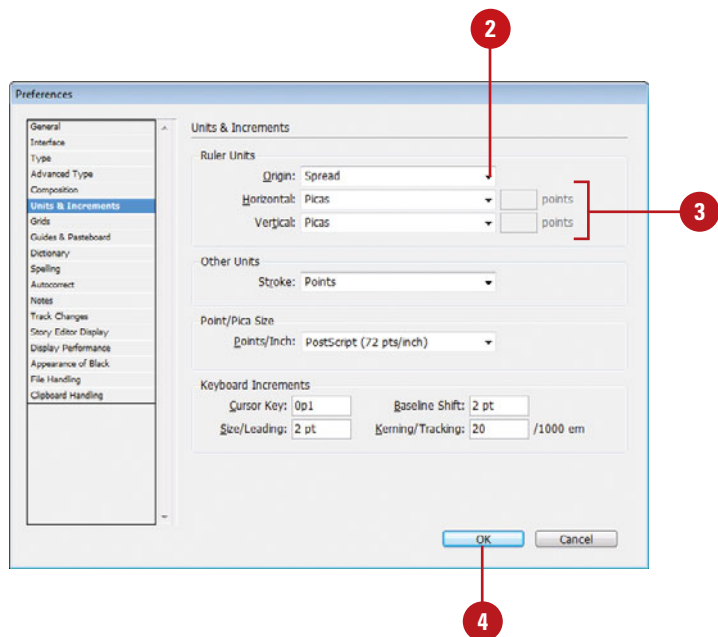 2
Preferences
General
Interface
Type
Advanced Type
Composition
Units & Increments
Grids
Guides & Pasteboard
Dictionary
Spelling
Autocorrect
Notes
Track Changes
Story Editor Display
Display Performance
Appearance of Black
File Handling
Clipboard Handling
Units & Increments
Ruler Units
Origin: Spread
Horizontal: Picas points
Vertical: Picas points
3
Other Units
Stroke: Points
Point/Pica Size
Points/Inch: PostScript (72 pts/inch)
Keyboard Increments
Cursor Key: 0p1 Baseline Shift: 2 pt
Size/Leading: 2 pt Kerning/Tracking: 20 /1000 em
OK Cancel
4